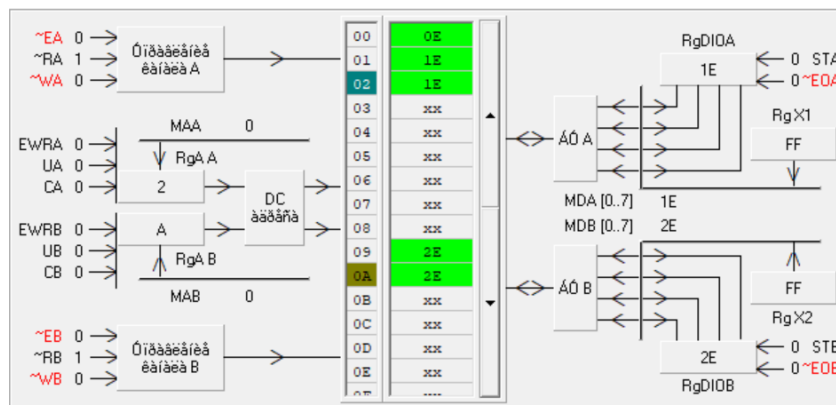 ~EA 0
~RA 1
~WA 0
Óïðàâëåíèå
êàíàëà A
MAA 0
EWRA 0
UA 0
CA 0
RgA A
2
DC
àäðåñà
EWRB 0
UB 0
CB 0
A
RgA B
MAB 0
~EB 0
~RB 1
~WB 0
Óïðàâëåíèå
êàíàëà B
00 0E
01 1E
02 1E
03 xx
04 xx
05 xx
06 xx
07 xx
08 xx
09 2E
0A 2E
0B xx
0C xx
0D xx
0E xx
RgDIOA
1E
0 STA
0 ~EOA
ÁÓ A
RgX1
FF
MDA [0..7] 1E
MDB [0..7] 2E
ÁÓ B
FF
RgX2
2E
RgDIOB
0 STB
0 ~EOB